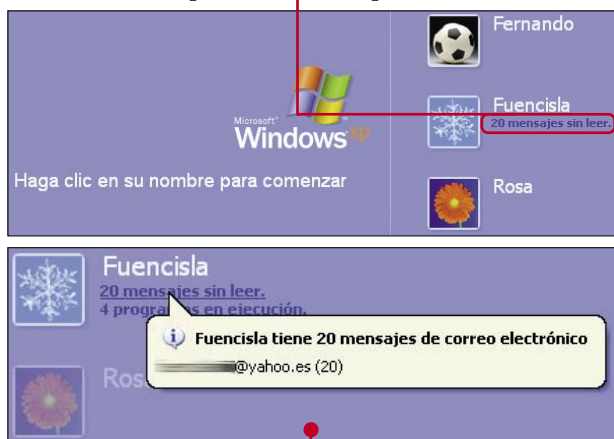 Fernando
Fuencisla
20 mensajes sin leer.
Microsoft
Windows xp
Haga clic en su nombre para comenzar
Rosa
Fuencisla
20 mensajes sin leer.
4 programas en ejecución.
Fuencisla tiene 20 mensajes de correo electrónico
@yahoo.es (20)
Ros